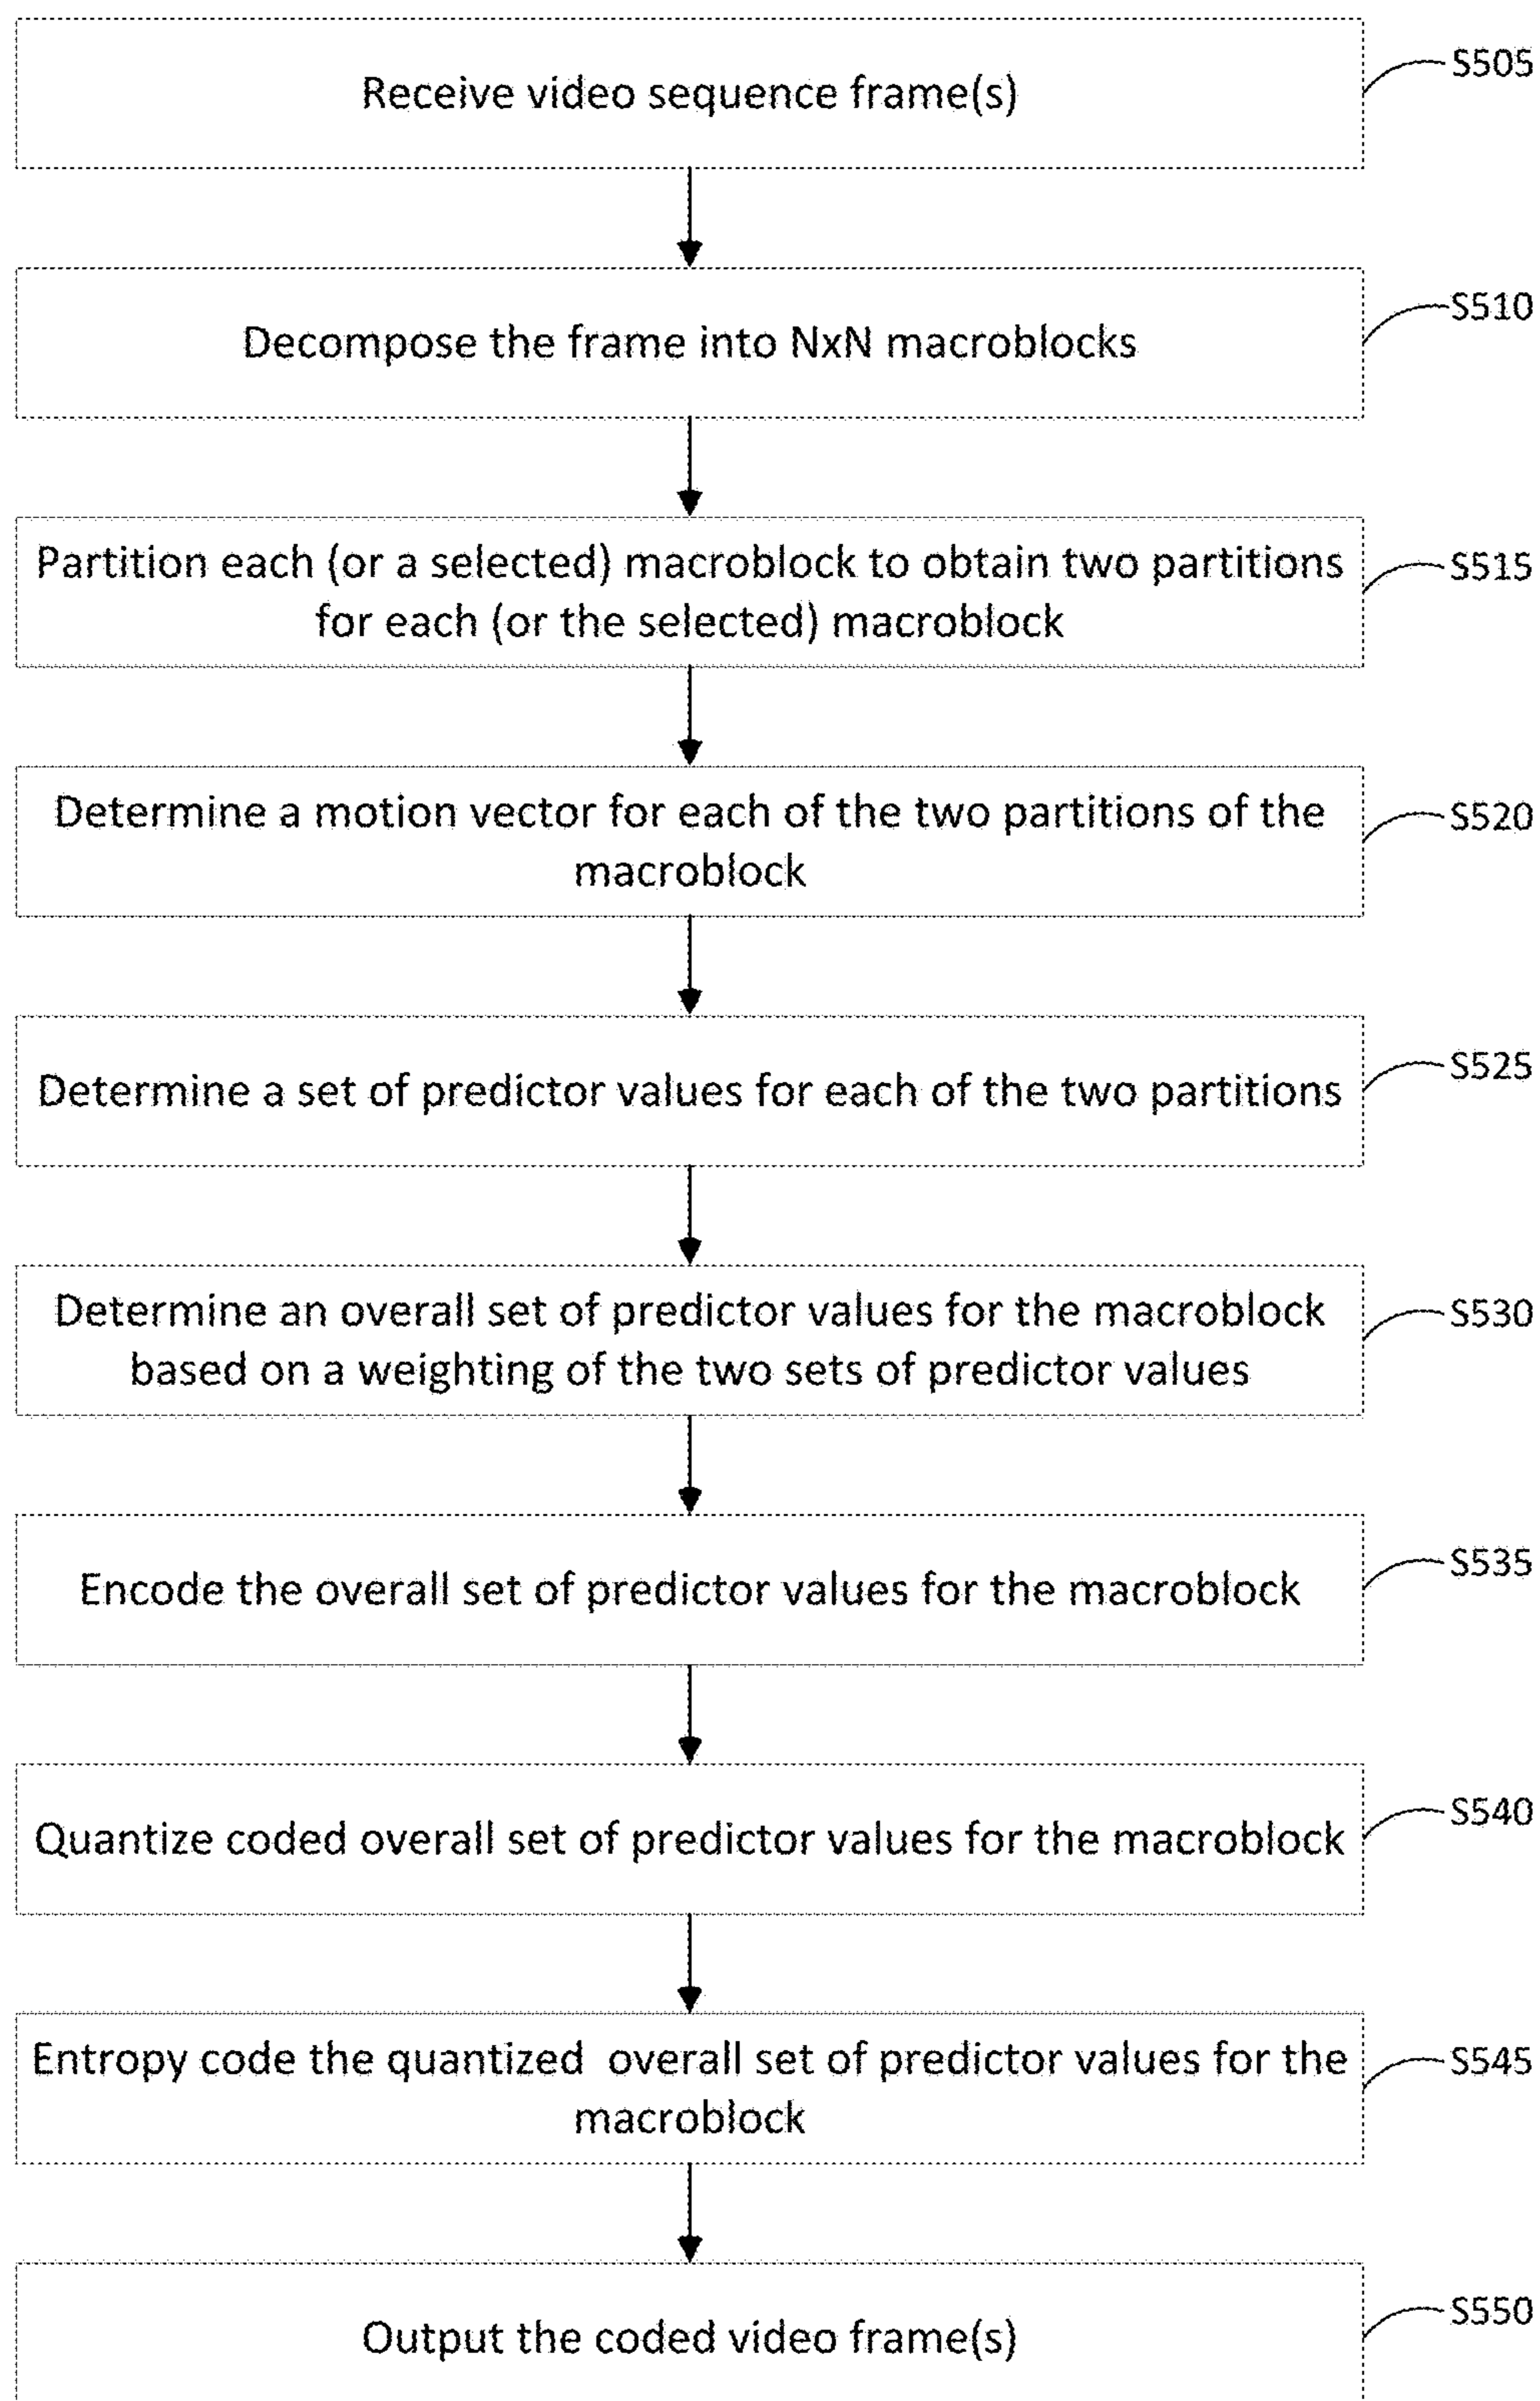 Receive video sequence frame(s)
S505
Decompose the frame into NxN macroblocks
S510
Partition each (or a selected) macroblock to obtain two partitions
for each (or the selected) macroblock
S515
Determine a motion vector for each of the two partitions of the
macroblock
S520
Determine a set of predictor values for each of the two partitions
S525
Determine an overall set of predictor values for the macroblock
based on a weighting of the two sets of predictor values
S530
Encode the overall set of predictor values for the macroblock
S535
Quantize coded overall set of predictor values for the macroblock
S540
Entropy code the quantized overall set of predictor values for the
macroblock
S545
Output the coded video frame(s)
S550